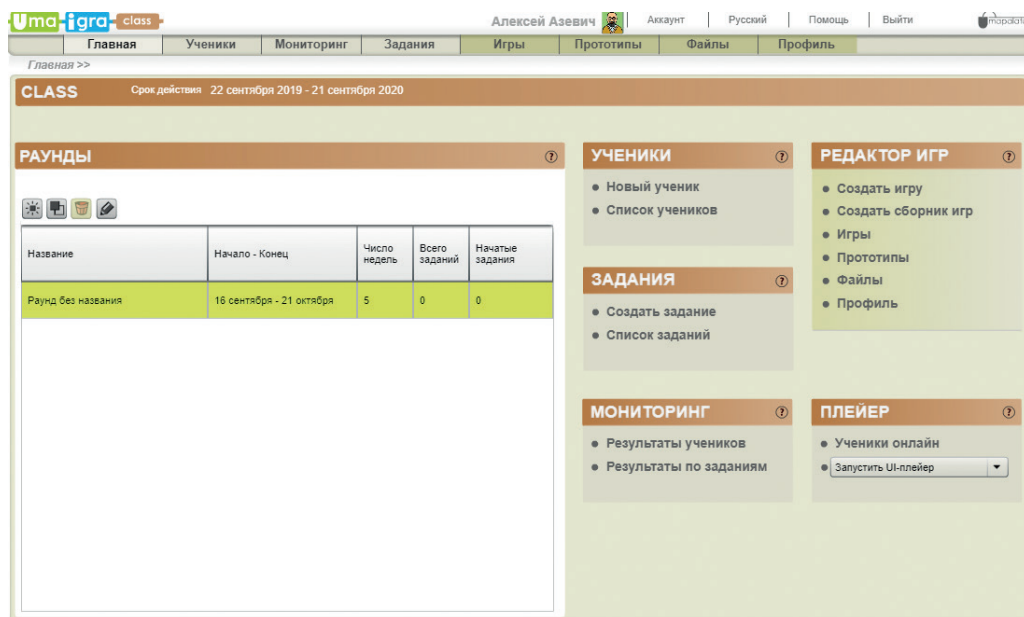 Uma-igra- class
Алексей Азевич Аккаунт Русский Помощь Выйти
Главная Ученики Мониторинг Задания Игры Прототипы Файлы Профиль
Главная >>
CLASS Срок действия 22 сентября 2019 - 21 сентября 2020
РАУНДЫ
Название Начало - Конец Число недель Всего заданий Начатые задания
Раунд без названия 16 сентября - 21 октября 5 0 0
УЧЕНИКИ
Новый ученик
Список учеников
ЗАДАНИЯ
Создать задание
Список заданий
МОНИТОРИНГ
Результаты учеников
Результаты по заданиям
РЕДАКТОР ИГР
Создать игру
Создать сборник игр
Игры
Прототипы
Файлы
Профиль
ПЛЕЙЕР
Ученики онлайн
Запустить UI-плейер